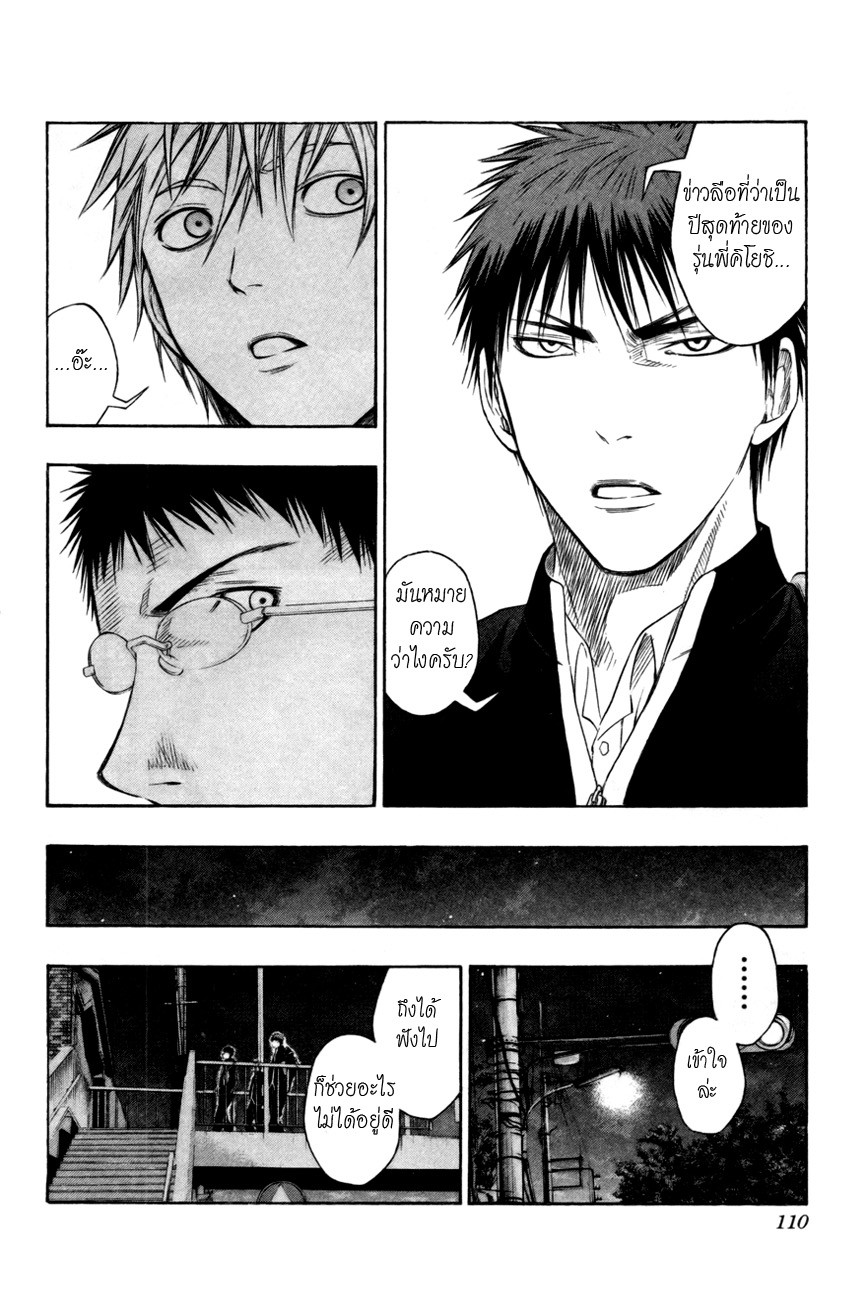 ข่าวลือที่ว่าเป็น
ปีสุดท้ายของ
รุ่นพี่คิโยชิ...
มันหมาย
ความ
ว่าไงครับ?
...อ๊ะ...
......
เข้าใจ
ล่ะ
ถึงได้
ฟังไป
ก็ช่วยอะไร
ไม่ได้อยู่ดี
110